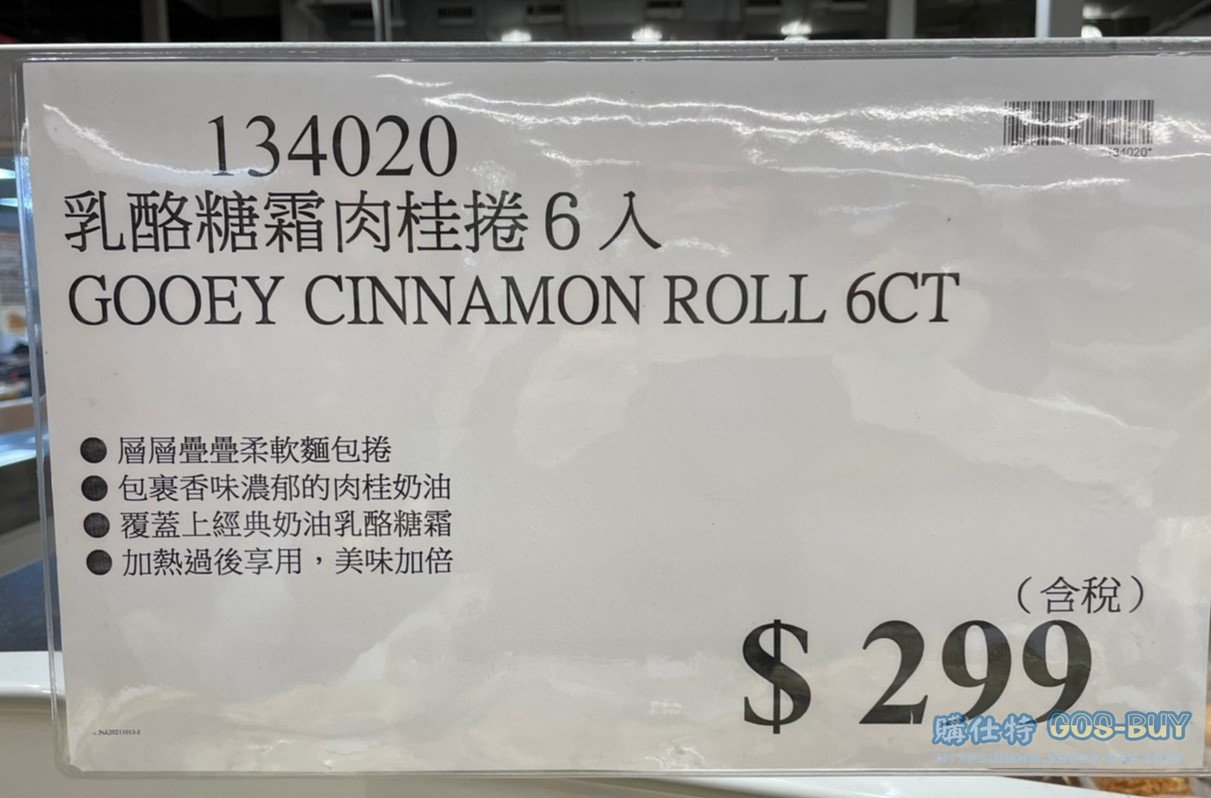 134020
134020
乳酪糖霜肉桂捲6入
GOOEY CINNAMON ROLL 6CT
●層層疊疊柔軟麵包捲
●包裹香味濃郁的肉桂奶油
●覆蓋上經典奶油乳酪糖霜
●加熱過後享用，美味加倍
（含稅）
$ 299
購仕特 GOS-BUY